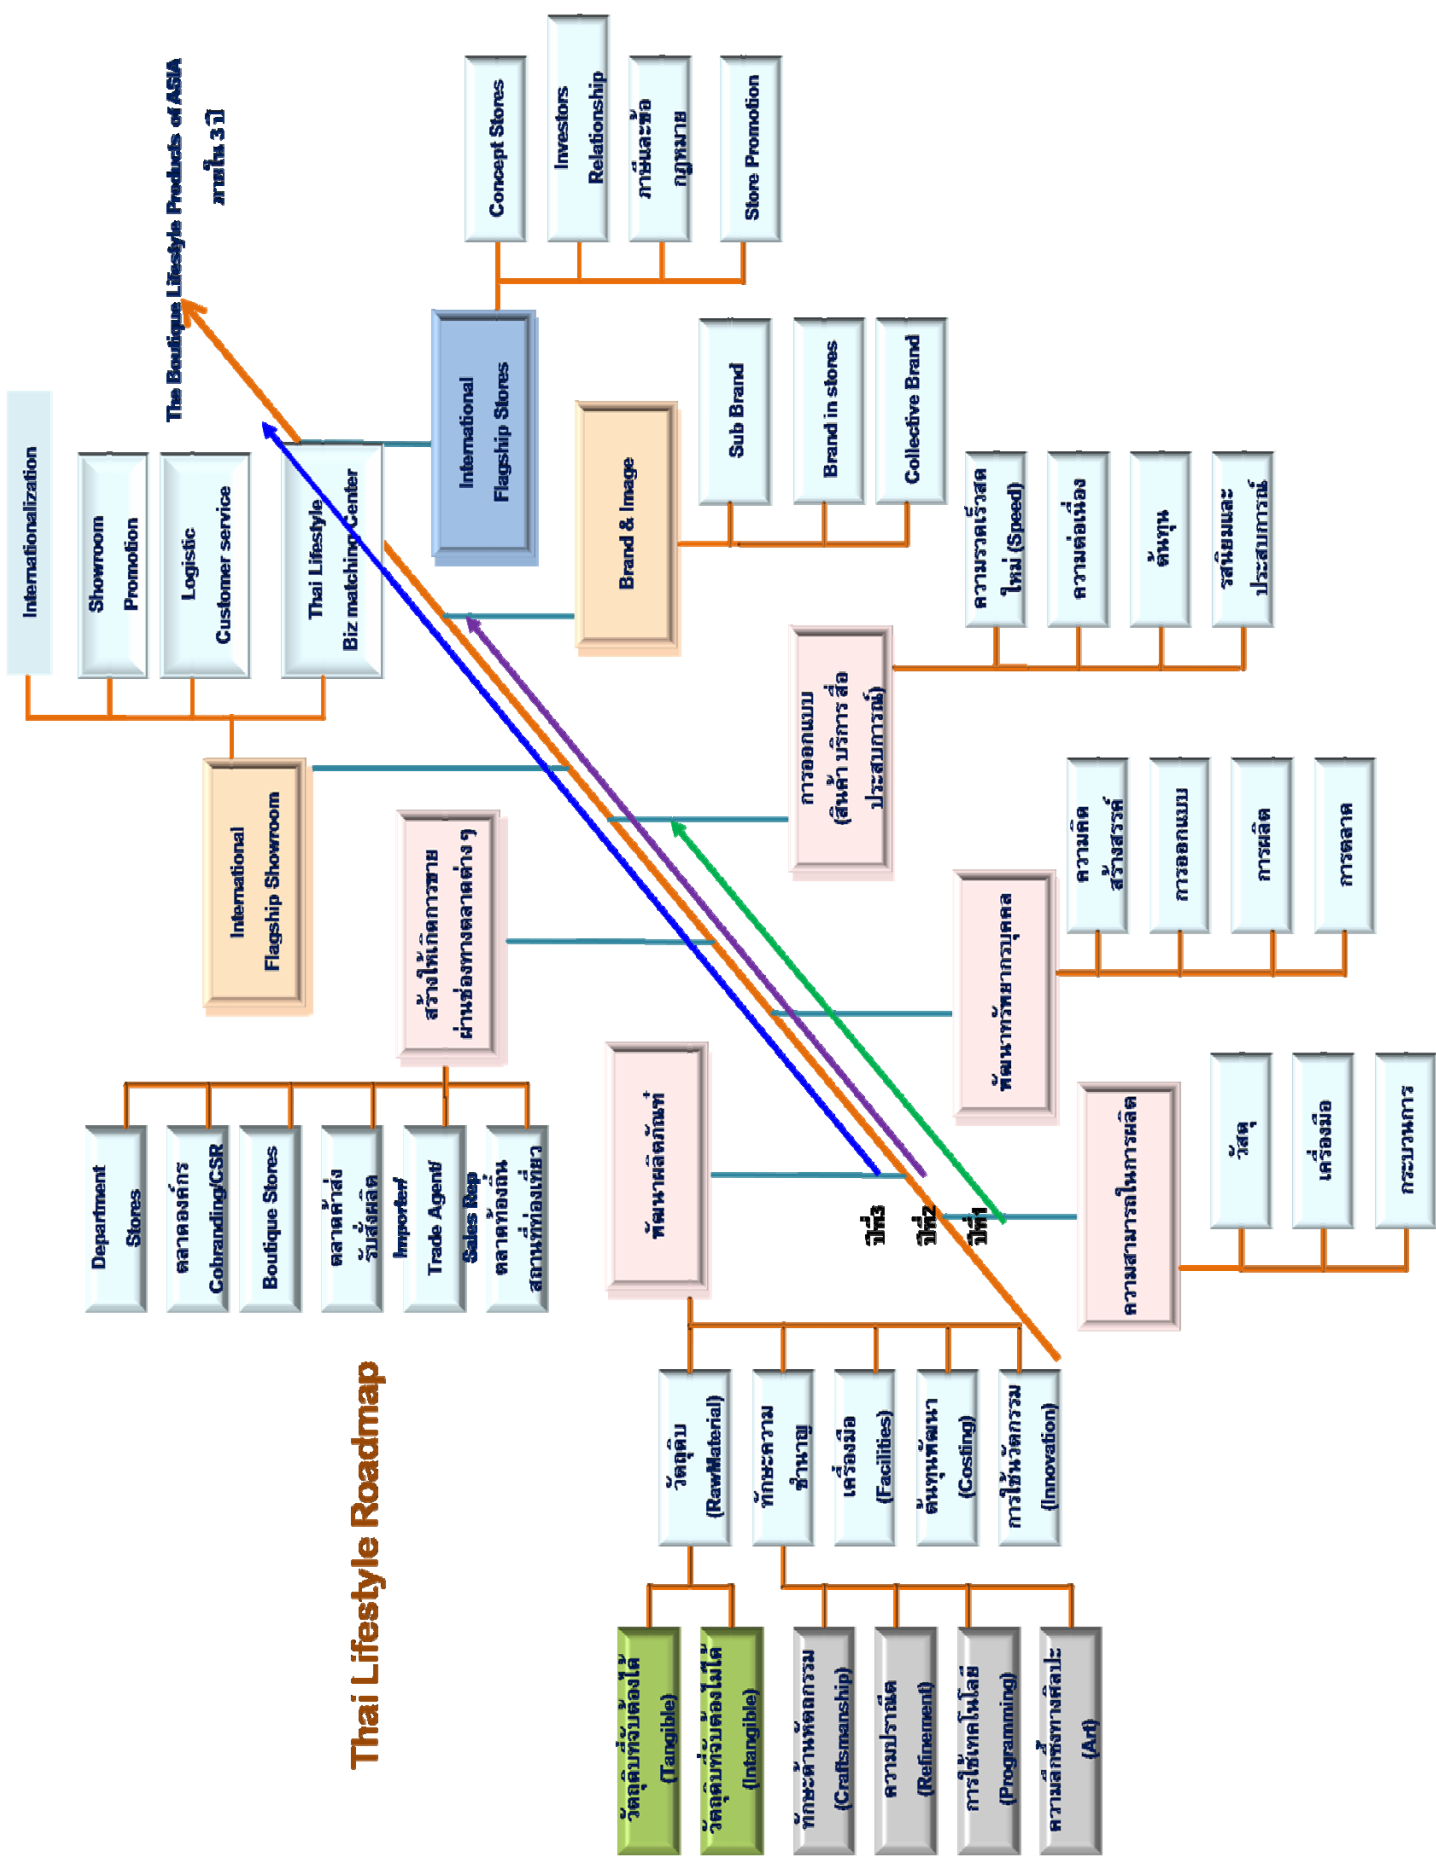 Thai Lifestyle Roadmap
The Boutique Lifestyle Products of ASIA
ภายใน 3 ปี
Internationalization
Showroom
Promotion
Logistic
Customer service
Thai Lifestyle
Biz matching Center
International
Flagship Showroom
Department
Stores
ตลาดองค์กร
Cobranding/CSR
Boutique Stores
ตลาดค้าส่ง
รับสั่งผลิต
Importer/
Trade Agent/
Sales Rep
ตลาดท้องถิ่น
สถานที่ท่องเที่ยว
สร้างให้เกิดการขาย
ผ่านช่องทางตลาดต่าง ๆ
พัฒนาผลิตภัณฑ์
วัตถุดิบ
(RawMaterial)
ทักษะความ
ชำนาญ
เครื่องมือ
(Facilities)
ต้นทุนพัฒนา
(Costing)
การใช้นวัตกรรม
(Innovation)
วัตถุดิบที่จับต้องได้
(Tangible)
วัตถุดิบที่จับต้องไม่ได้
(Intangible)
ทักษะด้านหัตถกรรม
(Craftsmanship)
ความปราณีต
(Refinement)
การใช้เทคโนโลยี
(Programming)
ความลึกซึ้งทางศิลปะ
(Art)
ปีที่3
ปีที่2
ปีที่1
International
Flagship Stores
Concept Stores
Investors
Relationship
ภาษีและข้อ
กฎหมาย
Store Promotion
Brand & Image
Sub Brand
Brand in stores
Collective Brand
การออกแบบ
(สินค้า บริการ สื่อ
ประสบการณ์)
ความรวดเร็วสด
ใหม่ (Speed)
ความต่อเนื่อง
ต้นทุน
รสนิยมและ
ประสบการณ์
พัฒนาทรัพยากรบุคคล
ความคิด
สร้างสรรค์
การออกแบบ
การผลิต
การตลาด
ความสามารถในการผลิต
วัสดุ
เครื่องมือ
กระบวนการ